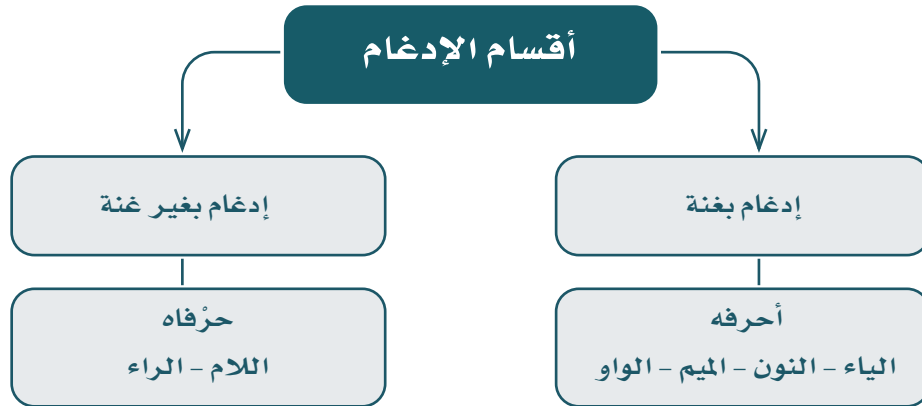 أقسام الإدغام
إدغام بغنة
أحرفه
الياء – النون – الميم – الواو
إدغام بغير غنة
حرْفاه
اللام – الراء